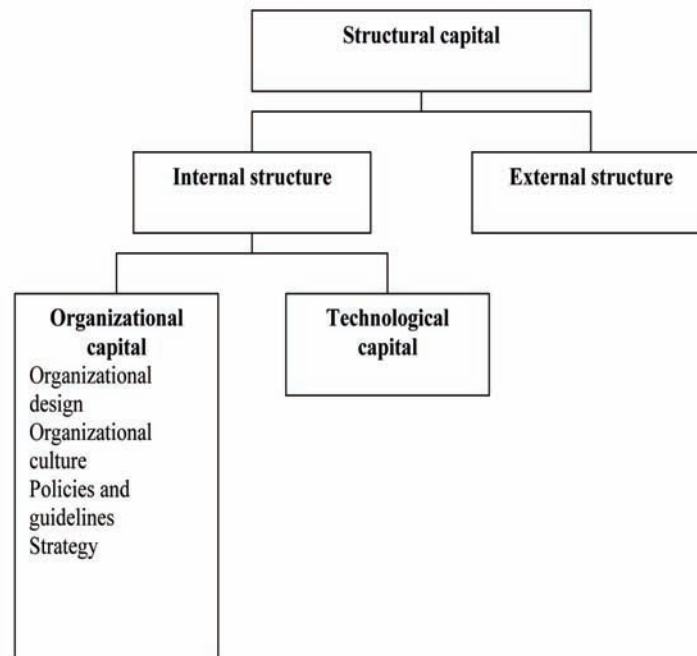 Structural capital
Internal structure
External structure
Organizational
capital
Organizational
design
Organizational
culture
Policies and
guidelines
Strategy
Technological
capital